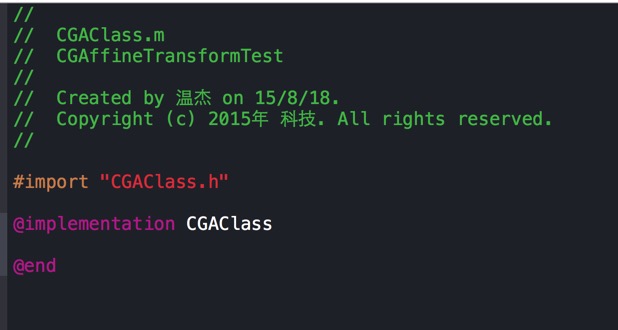 //
//  CGAClass.m
//  CGAffineTransformTest
//
//  Created by 温杰 on 15/8/18.
//  Copyright (c) 2015年 科技. All rights reserved.
//
#import "CGAClass.h"
@implementation CGAClass
@end